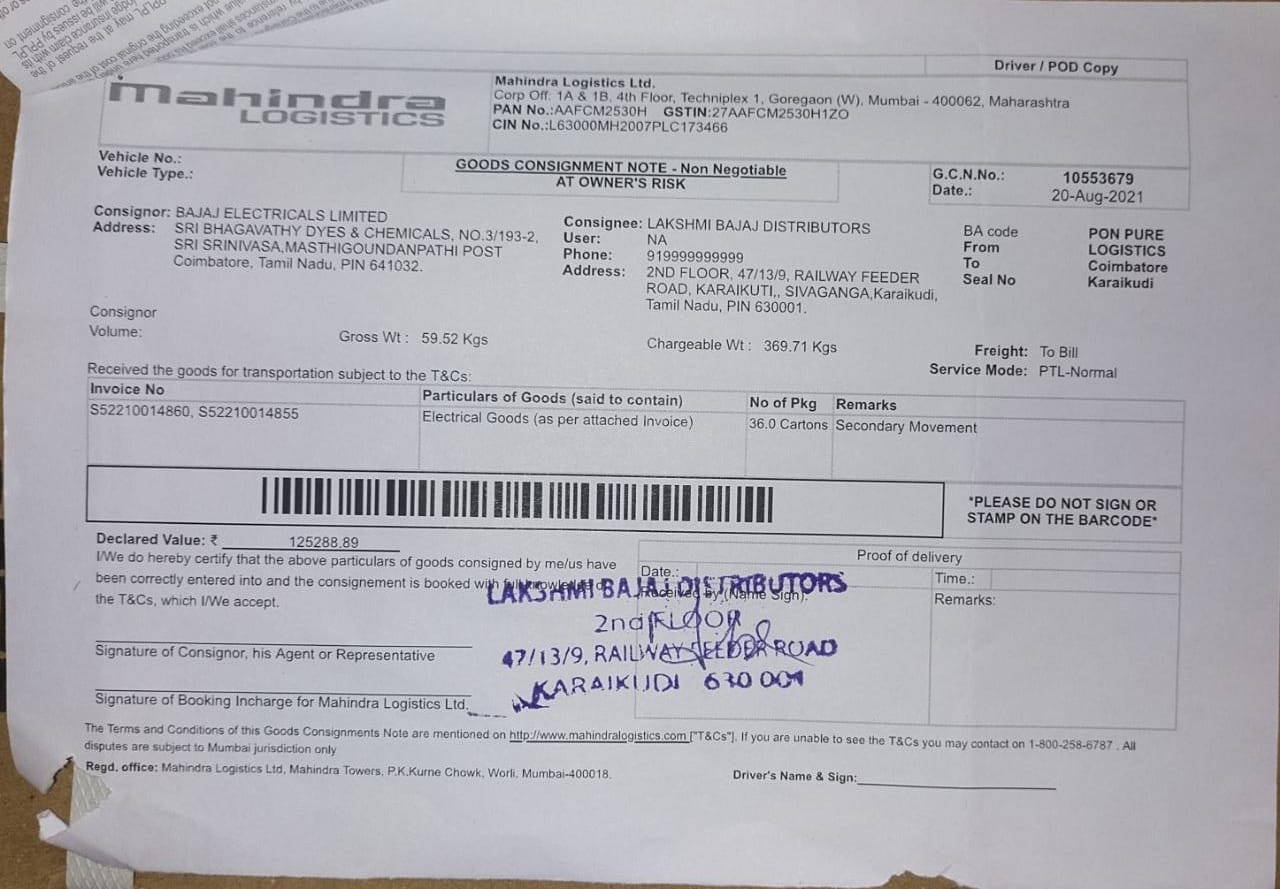 Driver / POD Copy
mahindra
LOGISTICS
Mahindra Logistics Ltd.
Corp Off: 1A & 1B, 4th Floor, Techniplex 1, Goregaon (W), Mumbai - 400062, Maharashtra
PAN No.:AAFCM2530H GSTIN:27AAFCM2530H1ZO
CIN No.:L63000MH2007PLC173466
Vehicle No.:
Vehicle Type.:
GOODS CONSIGNMENT NOTE - Non Negotiable
AT OWNER'S RISK
G.C.N.No.: 10553679
Date.: 20-Aug-2021
Consignor: BAJAJ ELECTRICALS LIMITED
Address: SRI BHAGAVATHY DYES & CHEMICALS, NO.3/193-2,
SRI SRINIVASA,MASTHIGOUNDANPATHI POST
Coimbatore, Tamil Nadu, PIN 641032.
Consignee: LAKSHMI BAJAJ DISTRIBUTORS
User: NA
Phone: 919999999999
Address: 2ND FLOOR, 47/13/9, RAILWAY FEEDER
ROAD, KARAIKUTI,, SIVAGANGA,Karaikudi,
Tamil Nadu, PIN 630001.
BA code PON PURE
From LOGISTICS
To Coimbatore
Seal No Karaikudi
Consignor
Volume:
Gross Wt : 59.52 Kgs
Chargeable Wt : 369.71 Kgs
Freight: To Bill
Service Mode: PTL-Normal
Received the goods for transportation subject to the T&Cs:
Invoice No Particulars of Goods (said to contain) No of Pkg Remarks
S52210014860, S52210014855 Electrical Goods (as per attached Invoice) 36.0 Cartons Secondary Movement
*PLEASE DO NOT SIGN OR
STAMP ON THE BARCODE*
Declared Value: ₹ 125288.89
I/We do hereby certify that the above particulars of goods consigned by me/us have
been correctly entered into and the consignement is booked with
the T&Cs, which I/We accept.
Proof of delivery
Date.:
Time.:
Received by (Name Sign):
Remarks:
LAKSHMI BAJAJ DISTRIBUTORS
2nd FLOOR
47/13/9, RAILWAY FEEDER ROAD
KARAIKUDI 630 001
Signature of Consignor, his Agent or Representative
Signature of Booking Incharge for Mahindra Logistics Ltd.
The Terms and Conditions of this Goods Consignments Note are mentioned on http://www.mahindralogistics.com ["T&Cs"]. If you are unable to see the T&Cs you may contact on 1-800-258-6787 . All
disputes are subject to Mumbai jurisdiction only
Regd. office: Mahindra Logistics Ltd, Mahindra Towers, P.K.Kurne Chowk, Worli, Mumbai-400018.
Driver's Name & Sign: